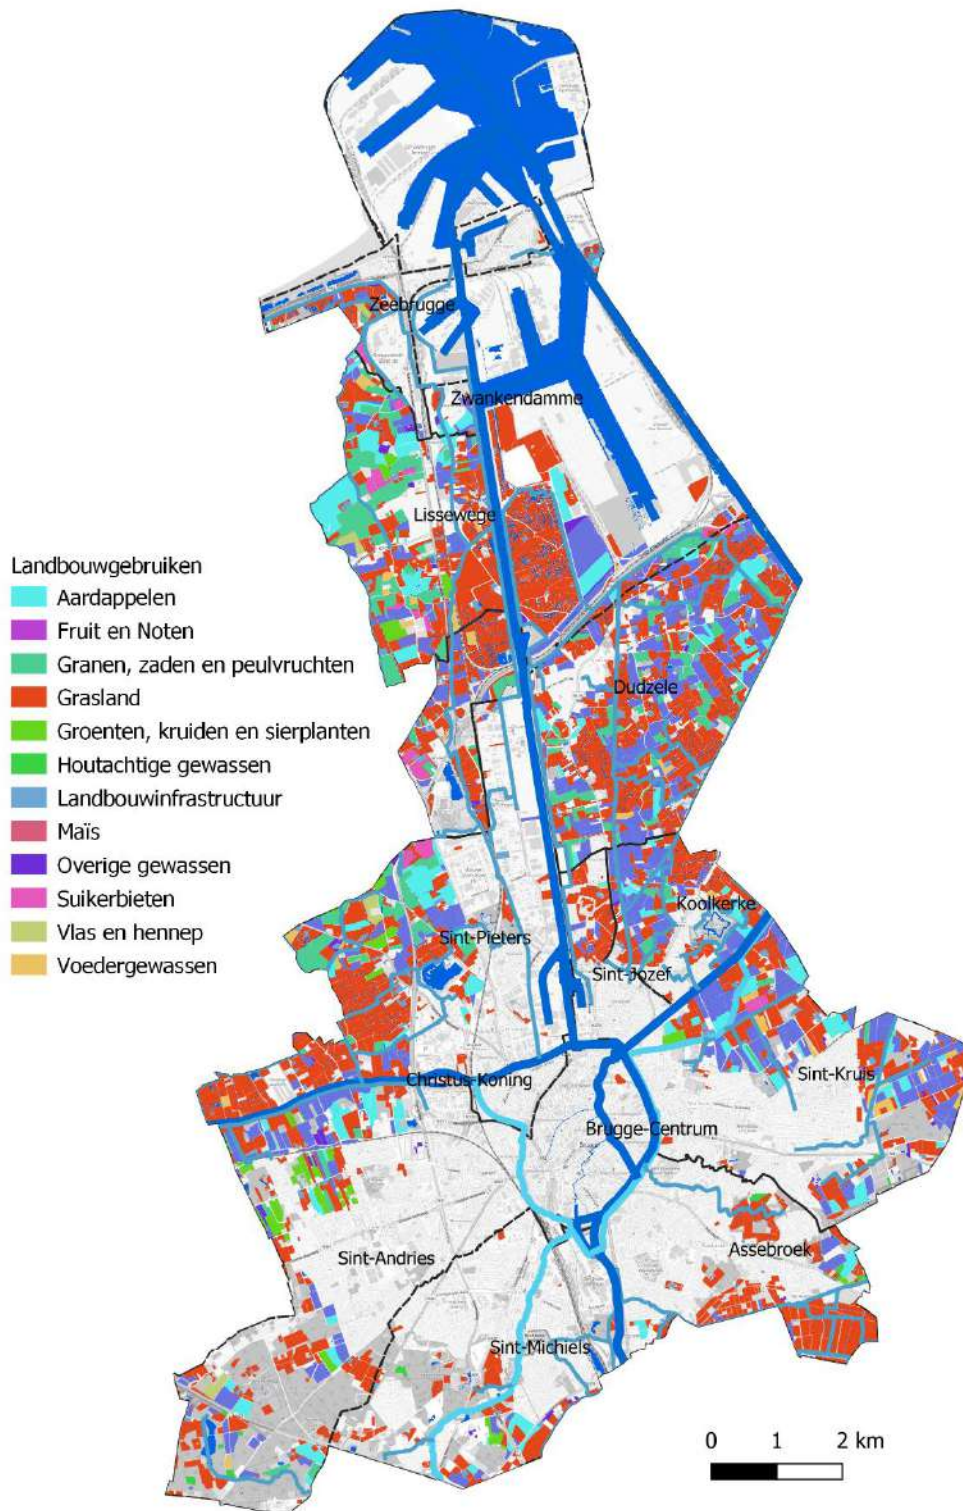 Zeebrugge
Zwankendamme
Lissewege
Landbouwgebruiken
Aardappelen
Fruit en Noten
Granen, zaden en peulvruchten
Grasland
Groenten, kruiden en sierplanten
Houtachtige gewassen
Landbouwinfrastructuur
Maïs
Overige gewassen
Suikerbieten
Vlas en hennep
Voedergewassen
Dudzele
Koolkerke
Sint-Pieters
Sint-Jozef
Sint-Kruis
Christus-Koning
Brugge-Centrum
Assebroek
Sint-Andries
Sint-Michiels
0 1 2 km